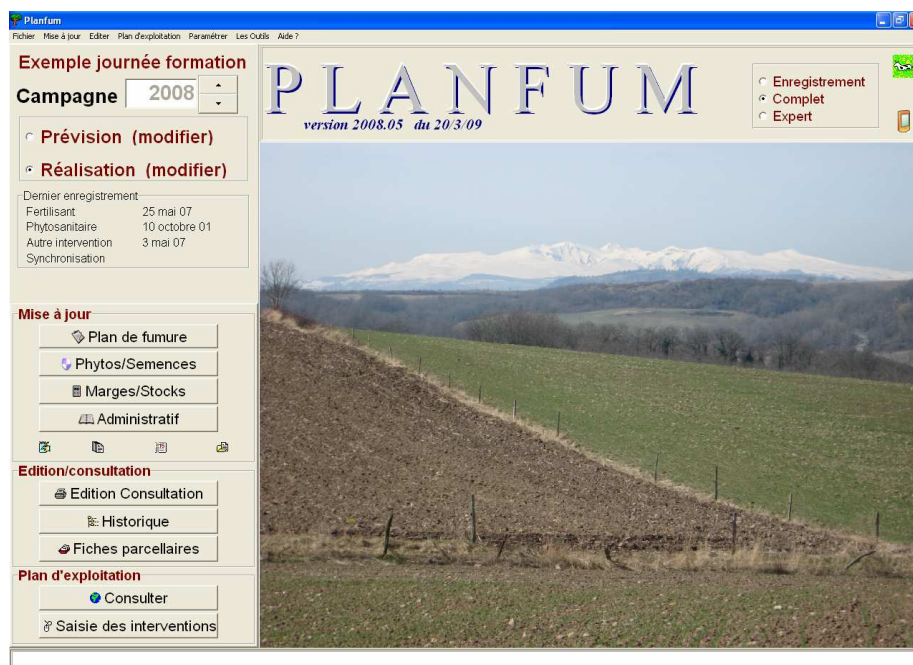 Planfum
Fichier Mise à jour Editer Plan d'exploitation Paramétrer Les Outils Aide ?
Exemple journée formation
Campagne 2008
Prévision (modifier)
Réalisation (modifier)
Dernier enregistrement
Fertilisant 25 mai 07
Phytosanitaire 10 octobre 01
Autre intervention 3 mai 07
Synchronisation
PLANFUM
version 2008.05 du 20/3/09
Enregistrement
Complet
Expert
Mise à jour
Plan de fumure
Phytos/Semences
Marges/Stocks
Administratif
Edition/consultation
Edition Consultation
Historique
Fiches parcellaires
Plan d'exploitation
Consulter
Saisie des interventions